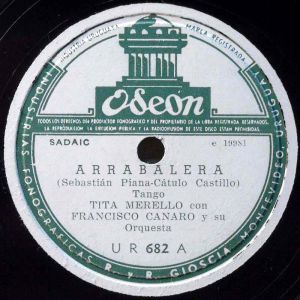 INDUSTRIA URUGUAYA
MARCA REGISTRADA
Odeón
TODOS LOS DERECHOS DEL PRODUCTOR FONOGRAFICO Y DEL PROPIETARIO DE LA OBRA REGISTRADA RESERVADOS.
LA REPRODUCCION LA EJECUCION PUBLICA Y LA RADIODIFUSION DE ESTE DISCO ESTAN PROHIBIDAS.
SADAIC
e 19981
ARRABALERA
(Sebastián Piana-Cátulo Castillo)
Tango
TITA MERELLO con
FRANCISCO CANARO y su
Orquesta
UR 682 A
INDUSTRIAS FONOGRAFICAS R. y R. GIOSCIA MONTEVIDEO URUGUAY